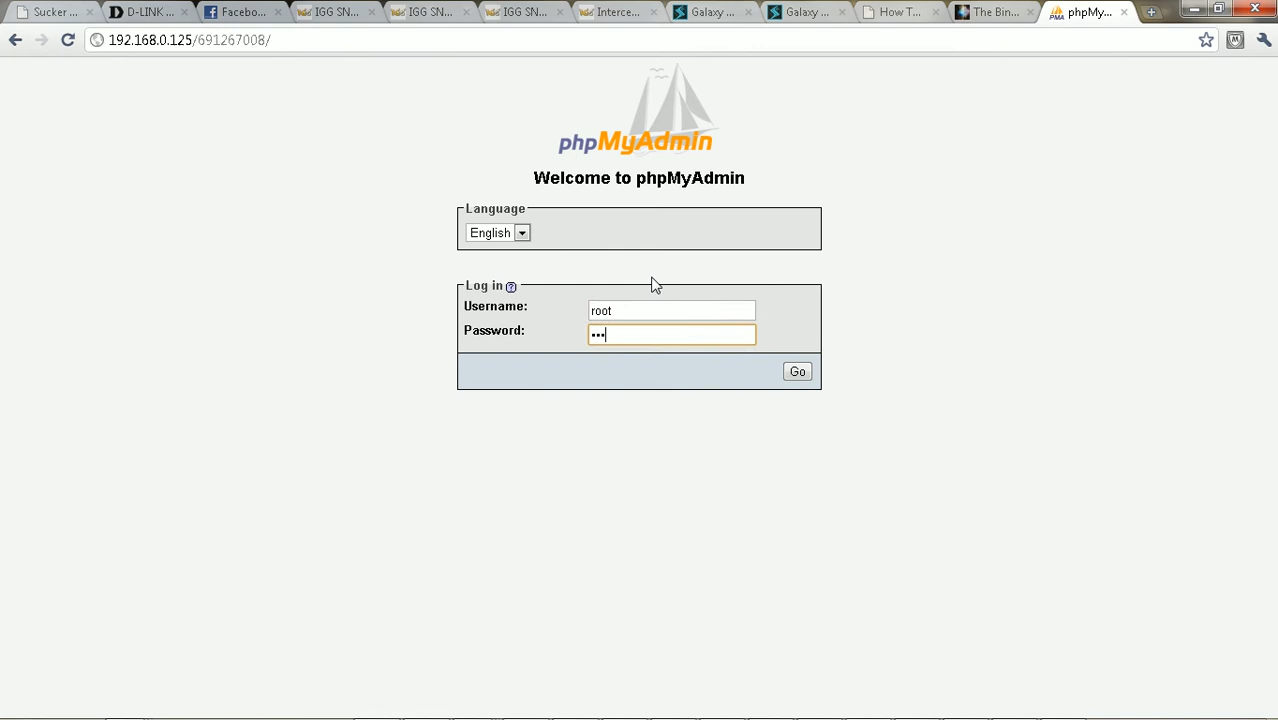 Sucker ...
D-LINK ...
Facebo...
IGG SN...
IGG SN...
IGG SN...
Interce...
Galaxy ...
Galaxy ...
How T...
The Bin...
phpMy...
192.168.0.125/691267008/
phpMyAdmin
Welcome to phpMyAdmin
Language
English
Log in
Username:
root
Password:
•••
Go